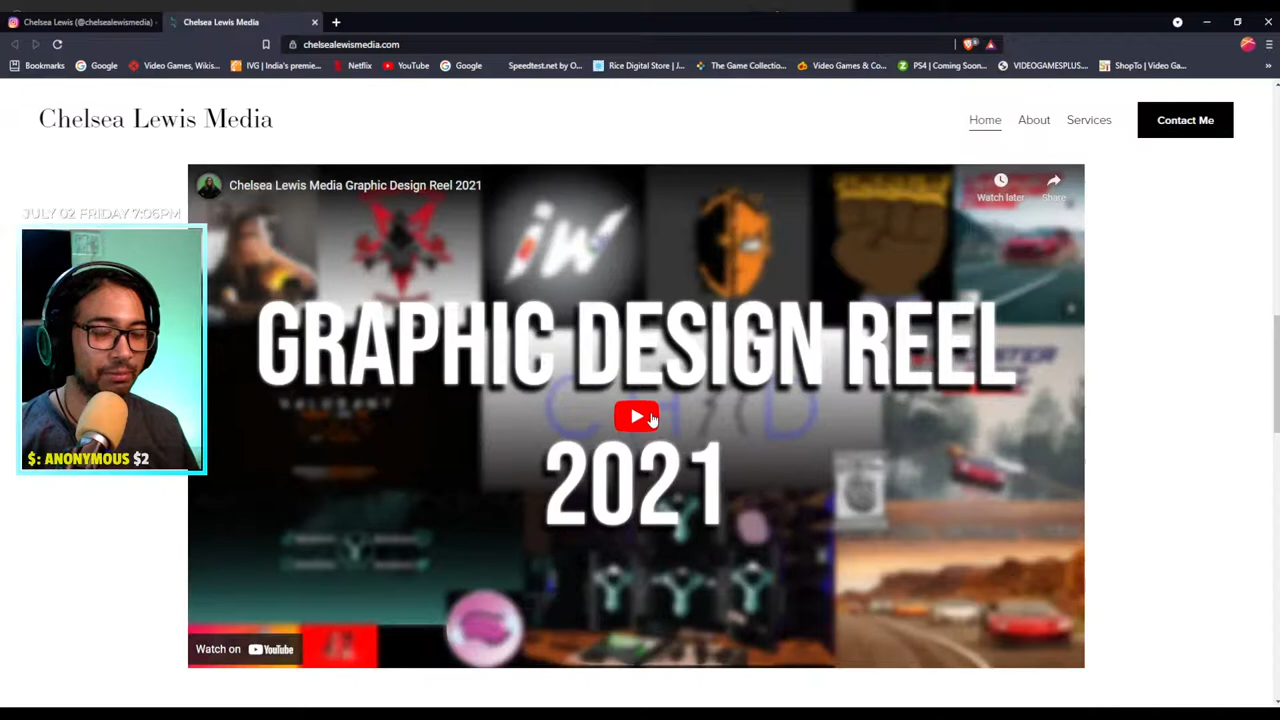 Chelsea Lewis (@chelsealewismedia)
Chelsea Lewis Media
chelsealewismedia.com
Bookmarks
Google
Video Games, Wikis...
IVG | India's premie...
Netflix
YouTube
Google
Speedtest.net by O...
Rice Digital Store | J...
The Game Collectio...
Video Games & Co...
PS4 | Coming Soon...
VIDEOGAMESPLUS...
ShopTo | Video Ga...
Chelsea Lewis Media
Home
About
Services
Contact Me
Chelsea Lewis Media Graphic Design Reel 2021
Watch later
Share
JULY 02 FRIDAY 7:06PM
iW
GRAPHIC DESIGN REEL
VALORANT
2021
$: ANONYMOUS $2
Watch on YouTube